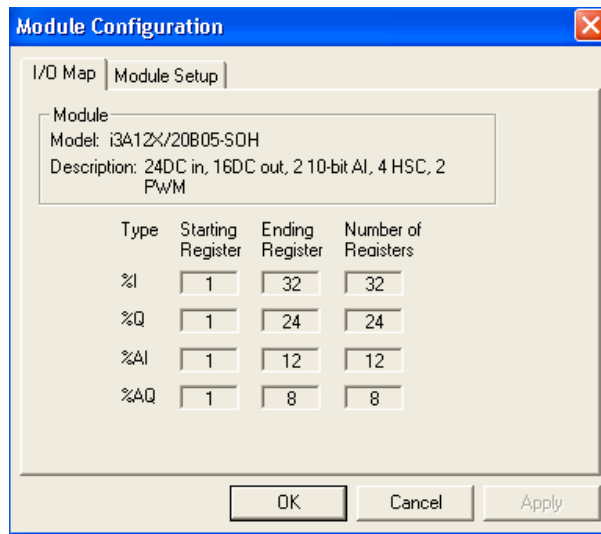 Module Configuration
I/O Map
Module Setup
Module
Model: i3A12X/20B05-SOH
Description: 24DC in, 16DC out, 2 10-bit AI, 4 HSC, 2
PWM
Type Starting Register Ending Register Number of Registers
%I 1 32 32
%Q 1 24 24
%AI 1 12 12
%AQ 1 8 8
OK
Cancel
Apply